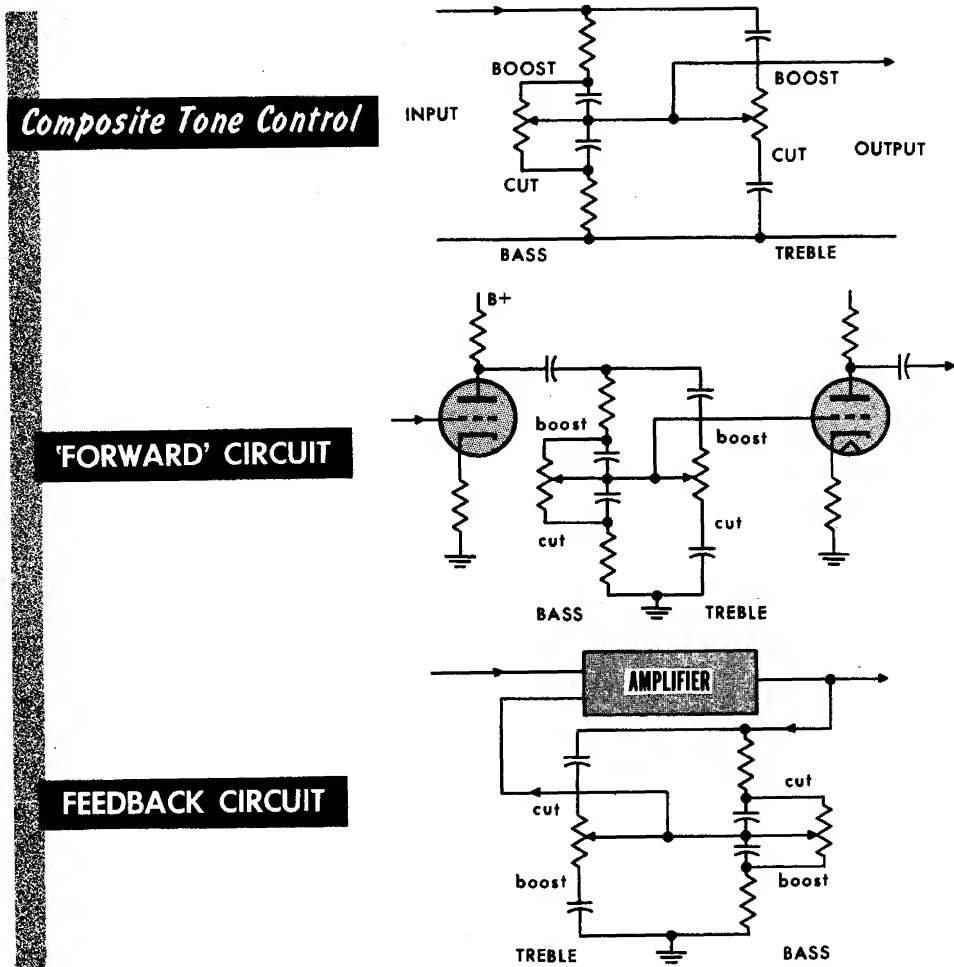 BOOST
BOOST
Composite Tone Control
INPUT
CUT
CUT
OUTPUT
BASS
TREBLE
B+
boost
boost
'FORWARD' CIRCUIT
cut
cut
BASS
TREBLE
AMPLIFIER
FEEDBACK CIRCUIT
cut
cut
boost
boost
TREBLE
BASS